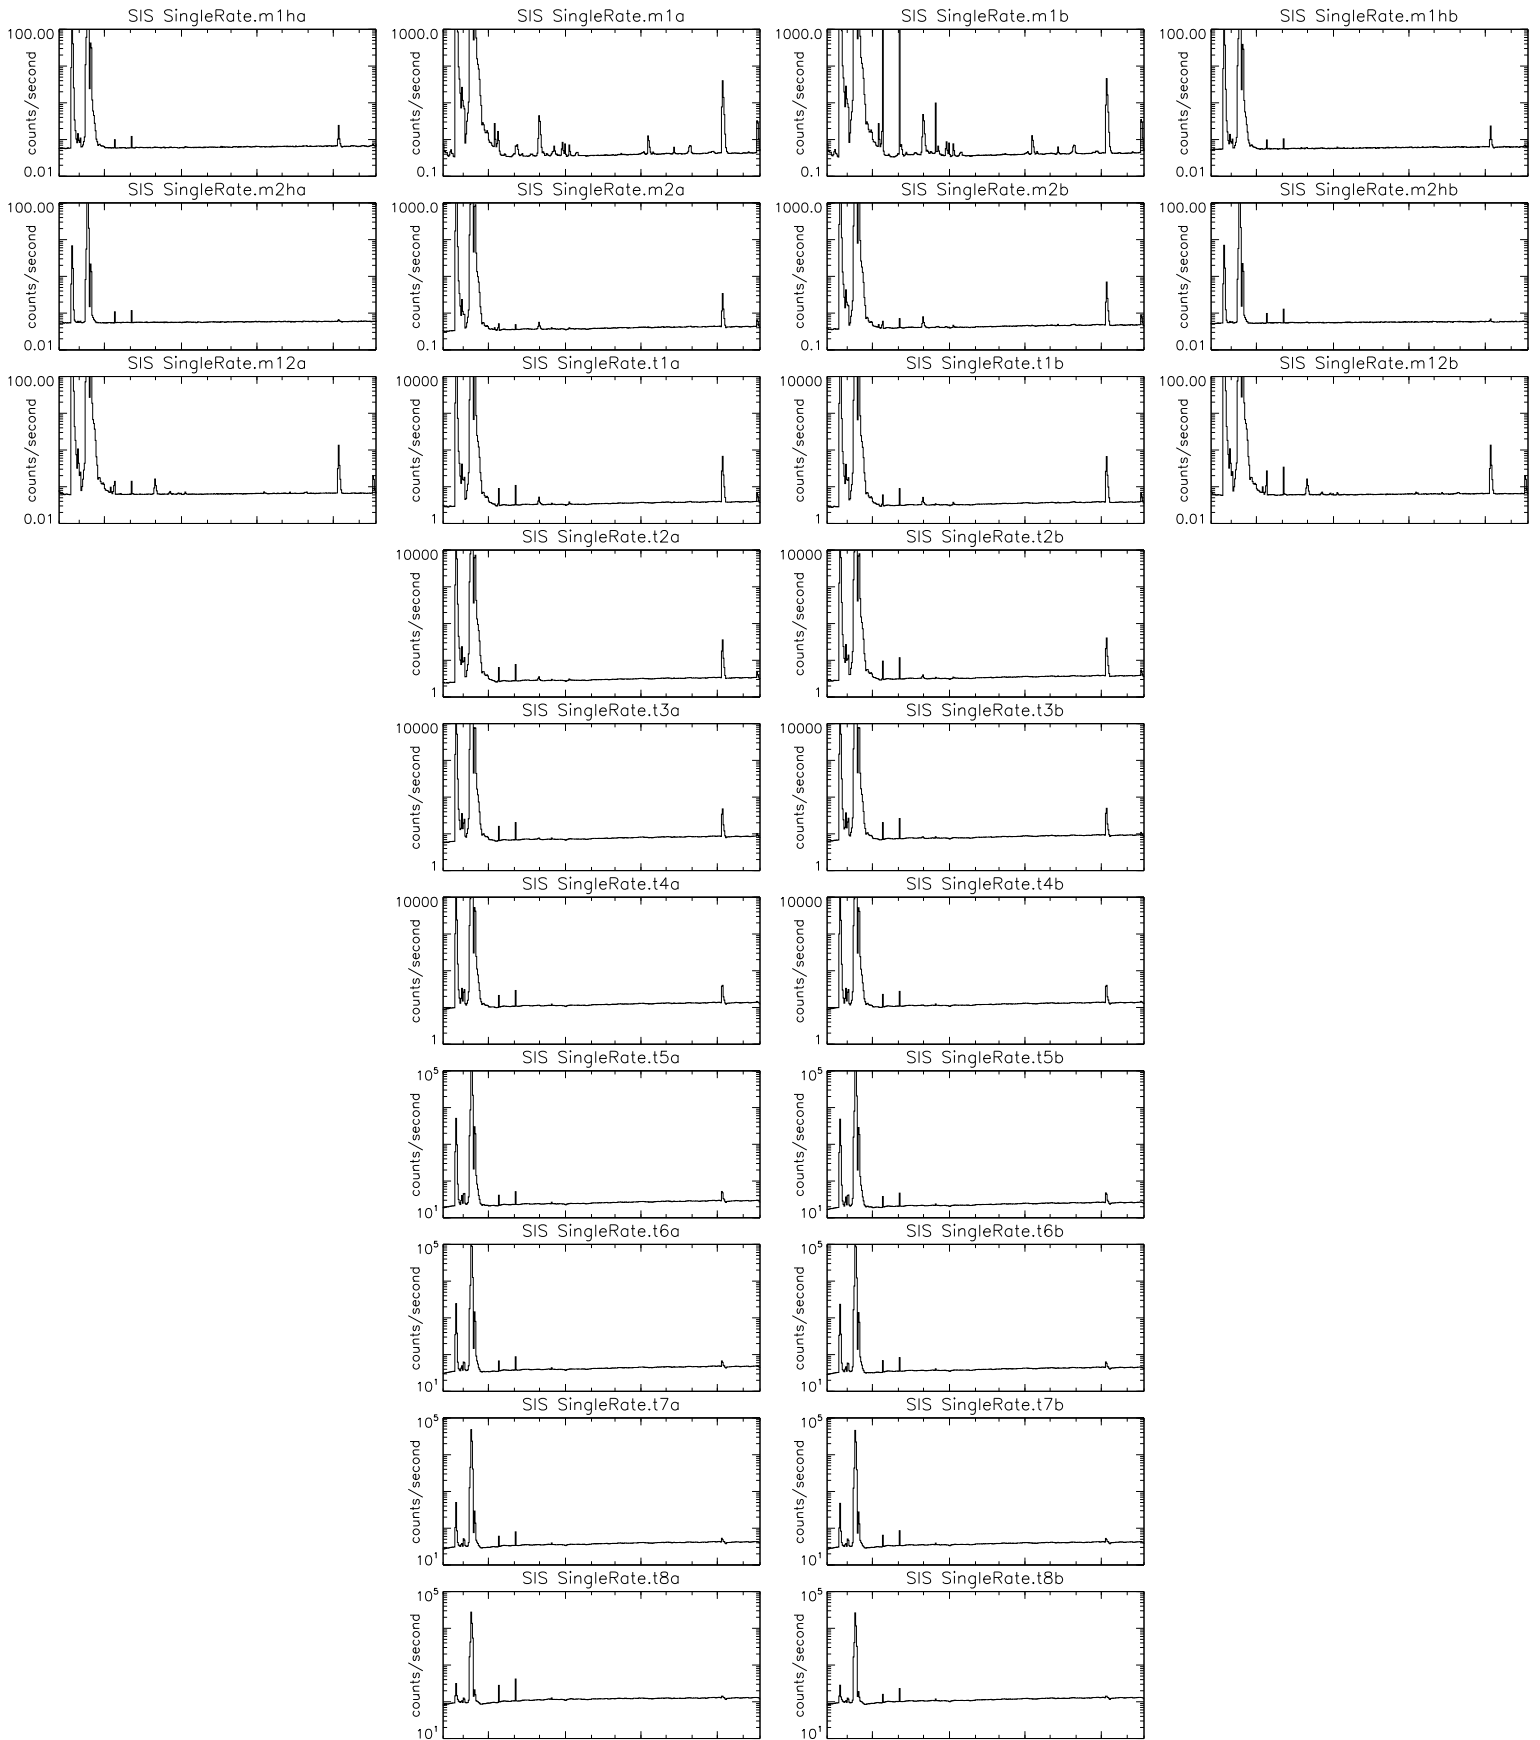 SIS SingleRate.m1ha
100.00
counts/second
0.01
SIS SingleRate.m1a
1000.0
counts/second
0.1
SIS SingleRate.m1b
1000.0
counts/second
0.1
SIS SingleRate.m1hb
100.00
counts/second
0.01
SIS SingleRate.m2ha
100.00
counts/second
0.01
SIS SingleRate.m2a
1000.0
counts/second
0.1
SIS SingleRate.m2b
1000.0
counts/second
0.1
SIS SingleRate.m2hb
100.00
counts/second
0.01
SIS SingleRate.m12a
100.00
counts/second
0.01
SIS SingleRate.t1a
10000
counts/second
1
SIS SingleRate.t1b
10000
counts/second
1
SIS SingleRate.m12b
100.00
counts/second
0.01
SIS SingleRate.t2a
10000
counts/second
1
SIS SingleRate.t2b
10000
counts/second
1
SIS SingleRate.t3a
10000
counts/second
1
SIS SingleRate.t3b
10000
counts/second
1
SIS SingleRate.t4a
10000
counts/second
1
SIS SingleRate.t4b
10000
counts/second
1
SIS SingleRate.t5a
10⁵
counts/second
10¹
SIS SingleRate.t5b
10⁵
counts/second
10¹
SIS SingleRate.t6a
10⁵
counts/second
10¹
SIS SingleRate.t6b
10⁵
counts/second
10¹
SIS SingleRate.t7a
10⁵
counts/second
10¹
SIS SingleRate.t7b
10⁵
counts/second
10¹
SIS SingleRate.t8a
10⁵
counts/second
10¹
SIS SingleRate.t8b
10⁵
counts/second
10¹